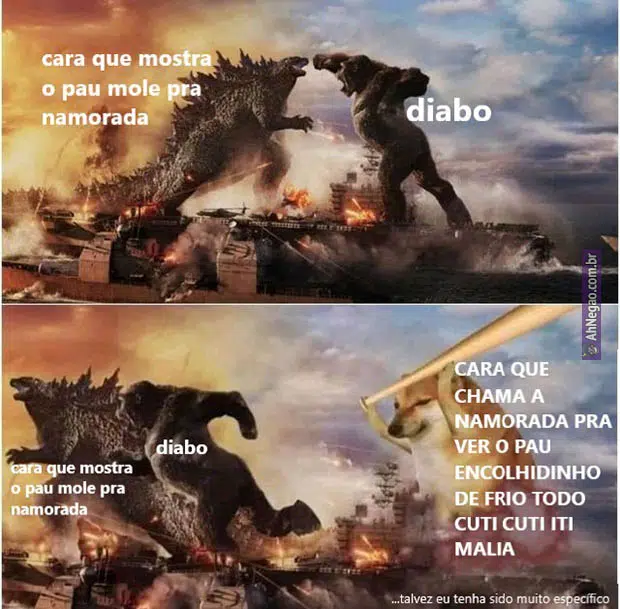 cara que mostra
o pau mole pra
namorada
diabo
AhNegao.com.br
CARA QUE
CHAMA A
NAMORADA PRA
VER O PAU
ENCOLHIDINHO
DE FRIO TODO
CUTI CUTI ITI
MALIA
diabo
cara que mostra
o pau mole pra
namorada
...talvez eu tenha sido muito específico